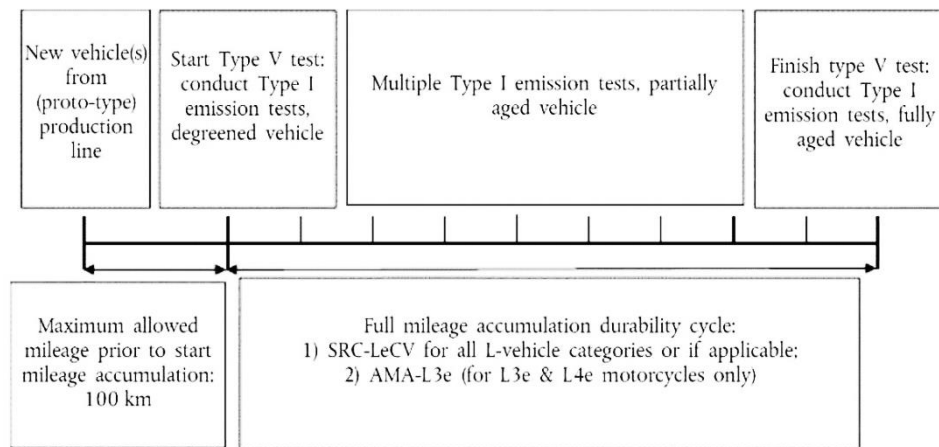 New vehicle(s)
from
(proto-type)
production
line
Start Type V test:
conduct Type I
emission tests,
degreened vehicle
Multiple Type I emission tests, partially
aged vehicle
Finish type V test:
conduct Type I
emission tests, fully
aged vehicle
Maximum allowed
mileage prior to start
mileage accumulation:
100 km
Full mileage accumulation durability cycle:
1) SRC-LeCV for all L-vehicle categories or if applicable;
2) AMA-L3e (for L3e & L4e motorcycles only)